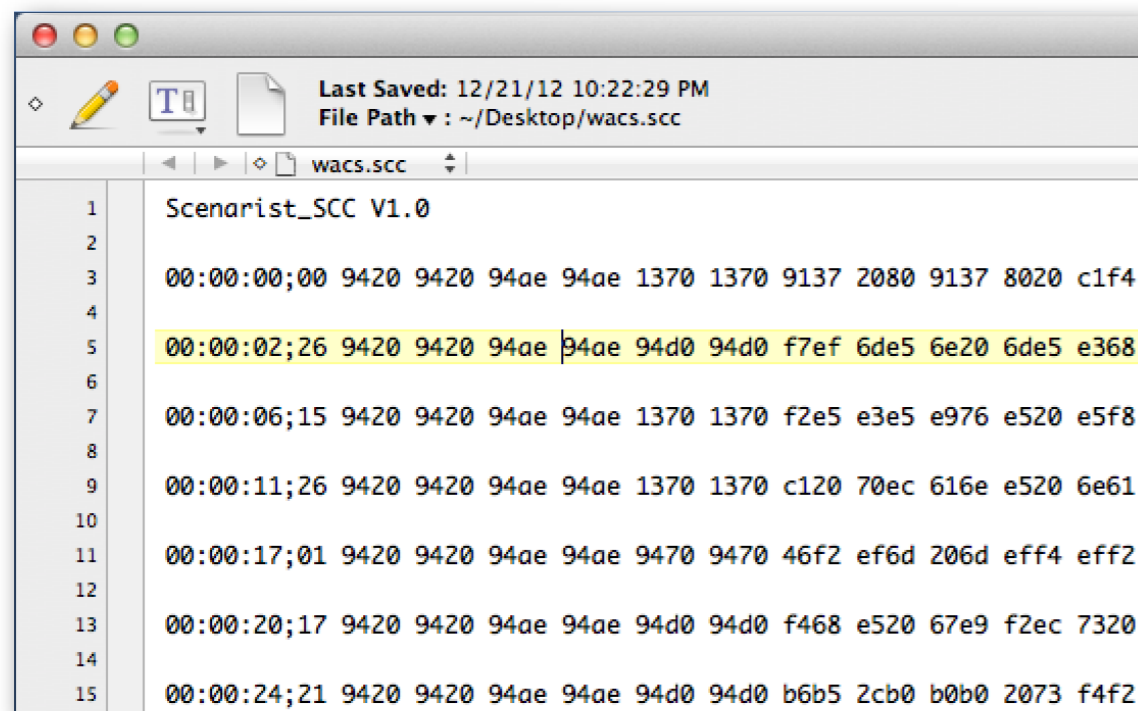 Last Saved: 12/21/12 10:22:29 PM
File Path ▾ : ~/Desktop/wacs.scc
wacs.scc
1 Scenarist_SCC V1.0
2
3 00:00:00;00 9420 9420 94ae 94ae 1370 1370 9137 2080 9137 8020 c1f4
4
5 00:00:02;26 9420 9420 94ae 94ae 94d0 94d0 f7ef 6de5 6e20 6de5 e368
6
7 00:00:06;15 9420 9420 94ae 94ae 1370 1370 f2e5 e3e5 e976 e520 e5f8
8
9 00:00:11;26 9420 9420 94ae 94ae 1370 1370 c120 70ec 616e e520 6e61
10
11 00:00:17;01 9420 9420 94ae 94ae 9470 9470 46f2 ef6d 206d eff4 eff2
12
13 00:00:20;17 9420 9420 94ae 94ae 94d0 94d0 f468 e520 67e9 f2ec 7320
14
15 00:00:24;21 9420 9420 94ae 94ae 94d0 94d0 b6b5 2cb0 b0b0 2073 f4f2